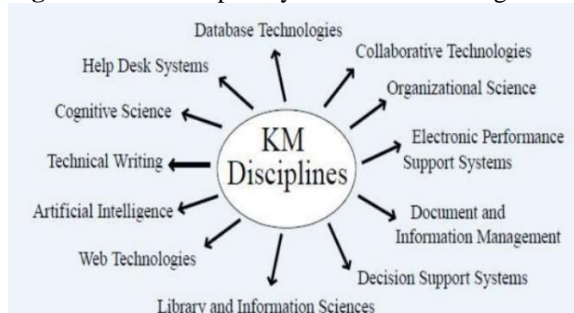 Database Technologies
Collaborative Technologies
Help Desk Systems
Organizational Science
Cognitive Science
KM
Disciplines
Electronic Performance
Support Systems
Technical Writing
Artificial Intelligence
Document and
Information Management
Web Technologies
Decision Support Systems
Library and Information Sciences